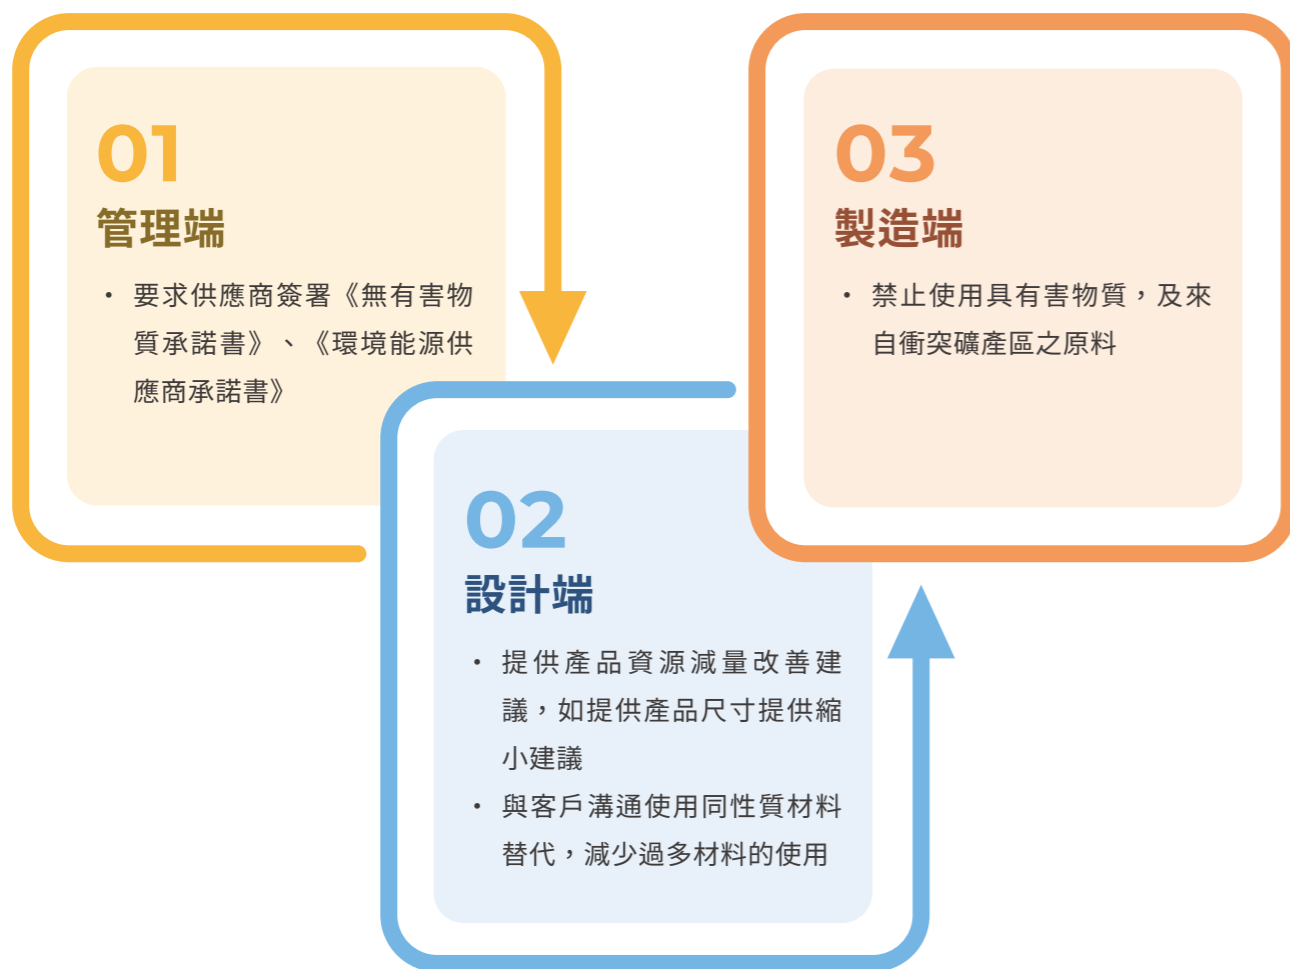 01
管理端
・ 要求供應商簽署《無有害物
質承諾書》、《環境能源供
應商承諾書》
02
設計端
・ 提供產品資源減量改善建
議，如提供產品尺寸提供縮
小建議
・ 與客戶溝通使用同性質材料
替代，減少過多材料的使用
03
製造端
・ 禁止使用具有害物質，及來
自衝突礦產區之原料